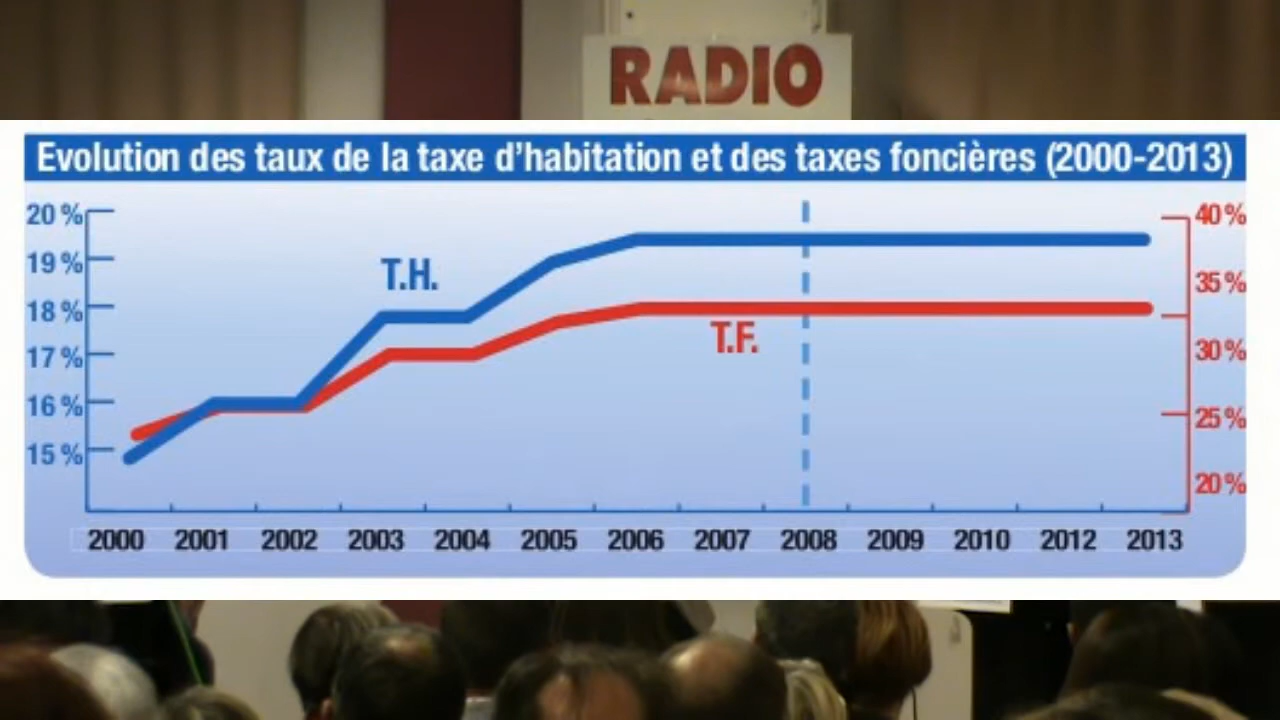 RADIO
Evolution des taux de la taxe d'habitation et des taxes foncières (2000-2013)
20 %
19 %
18 %
17 %
16 %
15 %
T.H.
T.F.
40 %
35 %
30 %
25 %
20 %
2000 2001 2002 2003 2004 2005 2006 2007 2008 2009 2010 2012 2013